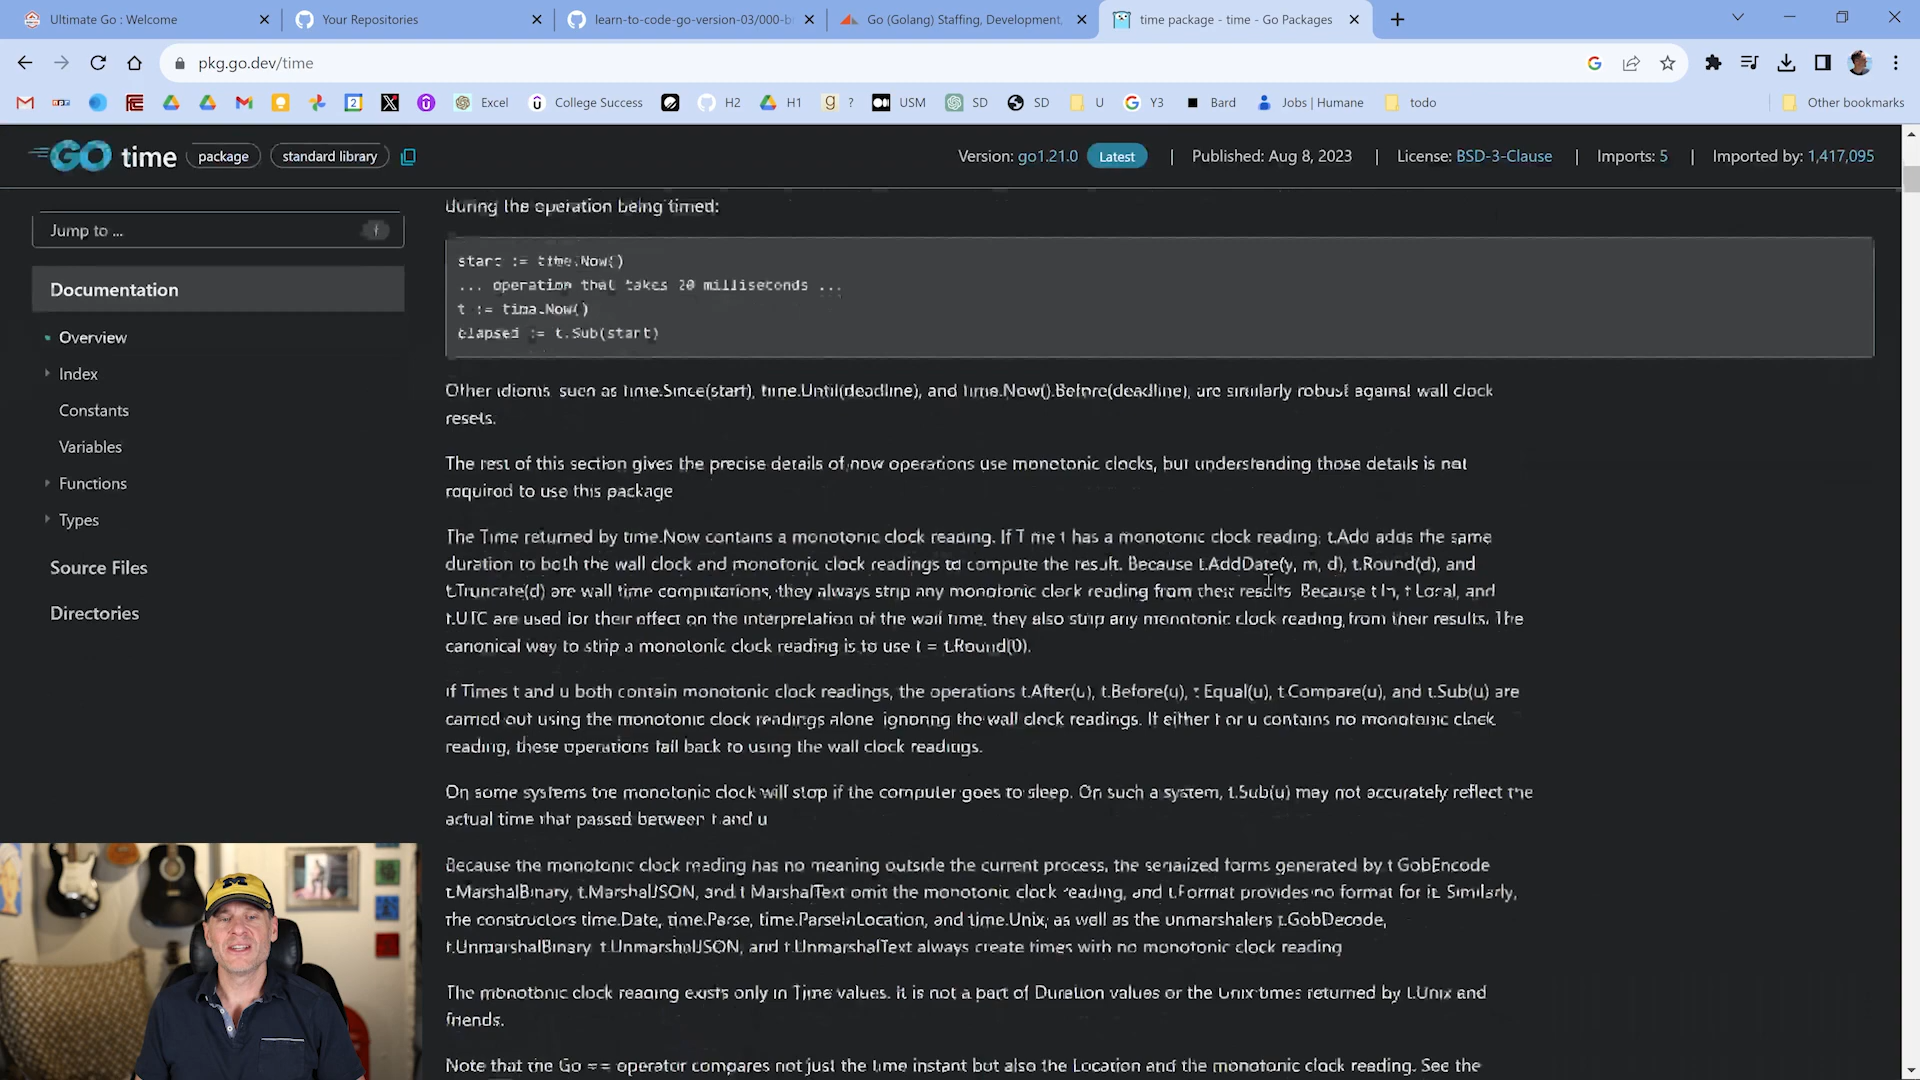 Ultimate Go : Welcome
Your Repositories
learn-to-code-go-version-03/000-b
Go (Golang) Staffing, Development,
time package - time - Go Packages
pkg.go.dev/time
Excel
College Success
H2
H1
?
USM
SD
SD
U
Y3
Bard
Jobs | Humane
todo
Other bookmarks
GO time package standard library
Version: go1.21.0 Latest | Published: Aug 8, 2023 | License: BSD-3-Clause | Imports: 5 | Imported by: 1,417,095
Jump to ...
Documentation
Overview
Index
Constants
Variables
Functions
Types
Source Files
Directories
during the operation being timed:
start := time.Now()
... operation that takes 20 milliseconds ...
t := time.Now()
elapsed := t.Sub(start)
Other idioms, such as time.Since(start), time.Until(deadline), and time.Now().Before(deadline), are similarly robust against wall clock
resets.
The rest of this section gives the precise details of how operations use monotonic clocks, but understanding those details is not
required to use this package.
The Time returned by time.Now contains a monotonic clock reading. If Time t has a monotonic clock reading, t.Add adds the same
duration to both the wall clock and monotonic clock readings to compute the result. Because t.AddDate(y, m, d), t.Round(d), and
t.Truncate(d) are wall time computations, they always strip any monotonic clock reading from their results. Because t.In, t.Local, and
t.UTC are used for their effect on the interpretation of the wall time, they also strip any monotonic clock reading from their results. The
canonical way to strip a monotonic clock reading is to use t = t.Round(0).
If Times t and u both contain monotonic clock readings, the operations t.After(u), t.Before(u), t.Equal(u), t.Compare(u), and t.Sub(u) are
carried out using the monotonic clock readings alone, ignoring the wall clock readings. If either t or u contains no monotonic clock
reading, these operations fall back to using the wall clock readings.
On some systems the monotonic clock will stop if the computer goes to sleep. On such a system, t.Sub(u) may not accurately reflect the
actual time that passed between t and u.
Because the monotonic clock reading has no meaning outside the current process, the serialized forms generated by t.GobEncode,
t.MarshalBinary, t.MarshalJSON, and t.MarshalText omit the monotonic clock reading, and t.Format provides no format for it. Similarly,
the constructors time.Date, time.Parse, time.ParseInLocation, and time.Unix, as well as the unmarshalers t.GobDecode,
t.UnmarshalBinary. t.UnmarshalJSON, and t.UnmarshalText always create times with no monotonic clock reading.
The monotonic clock reading exists only in Time values. It is not a part of Duration values or the Unix times returned by t.Unix and
friends.
Note that the Go == operator compares not just the time instant but also the Location and the monotonic clock reading. See the